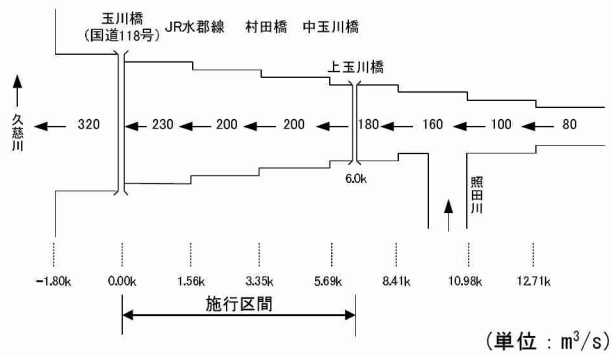 玉川橋
(国道118号)
JR水郡線
村田橋
中玉川橋
上玉川橋
久慈川
320
230
200
200
180
160
100
80
6.0k
照田川
-1.80k
0.00k
1.56k
3.35k
5.69k
8.41k
10.98k
12.71k
施行区間
(単位：m³/s)